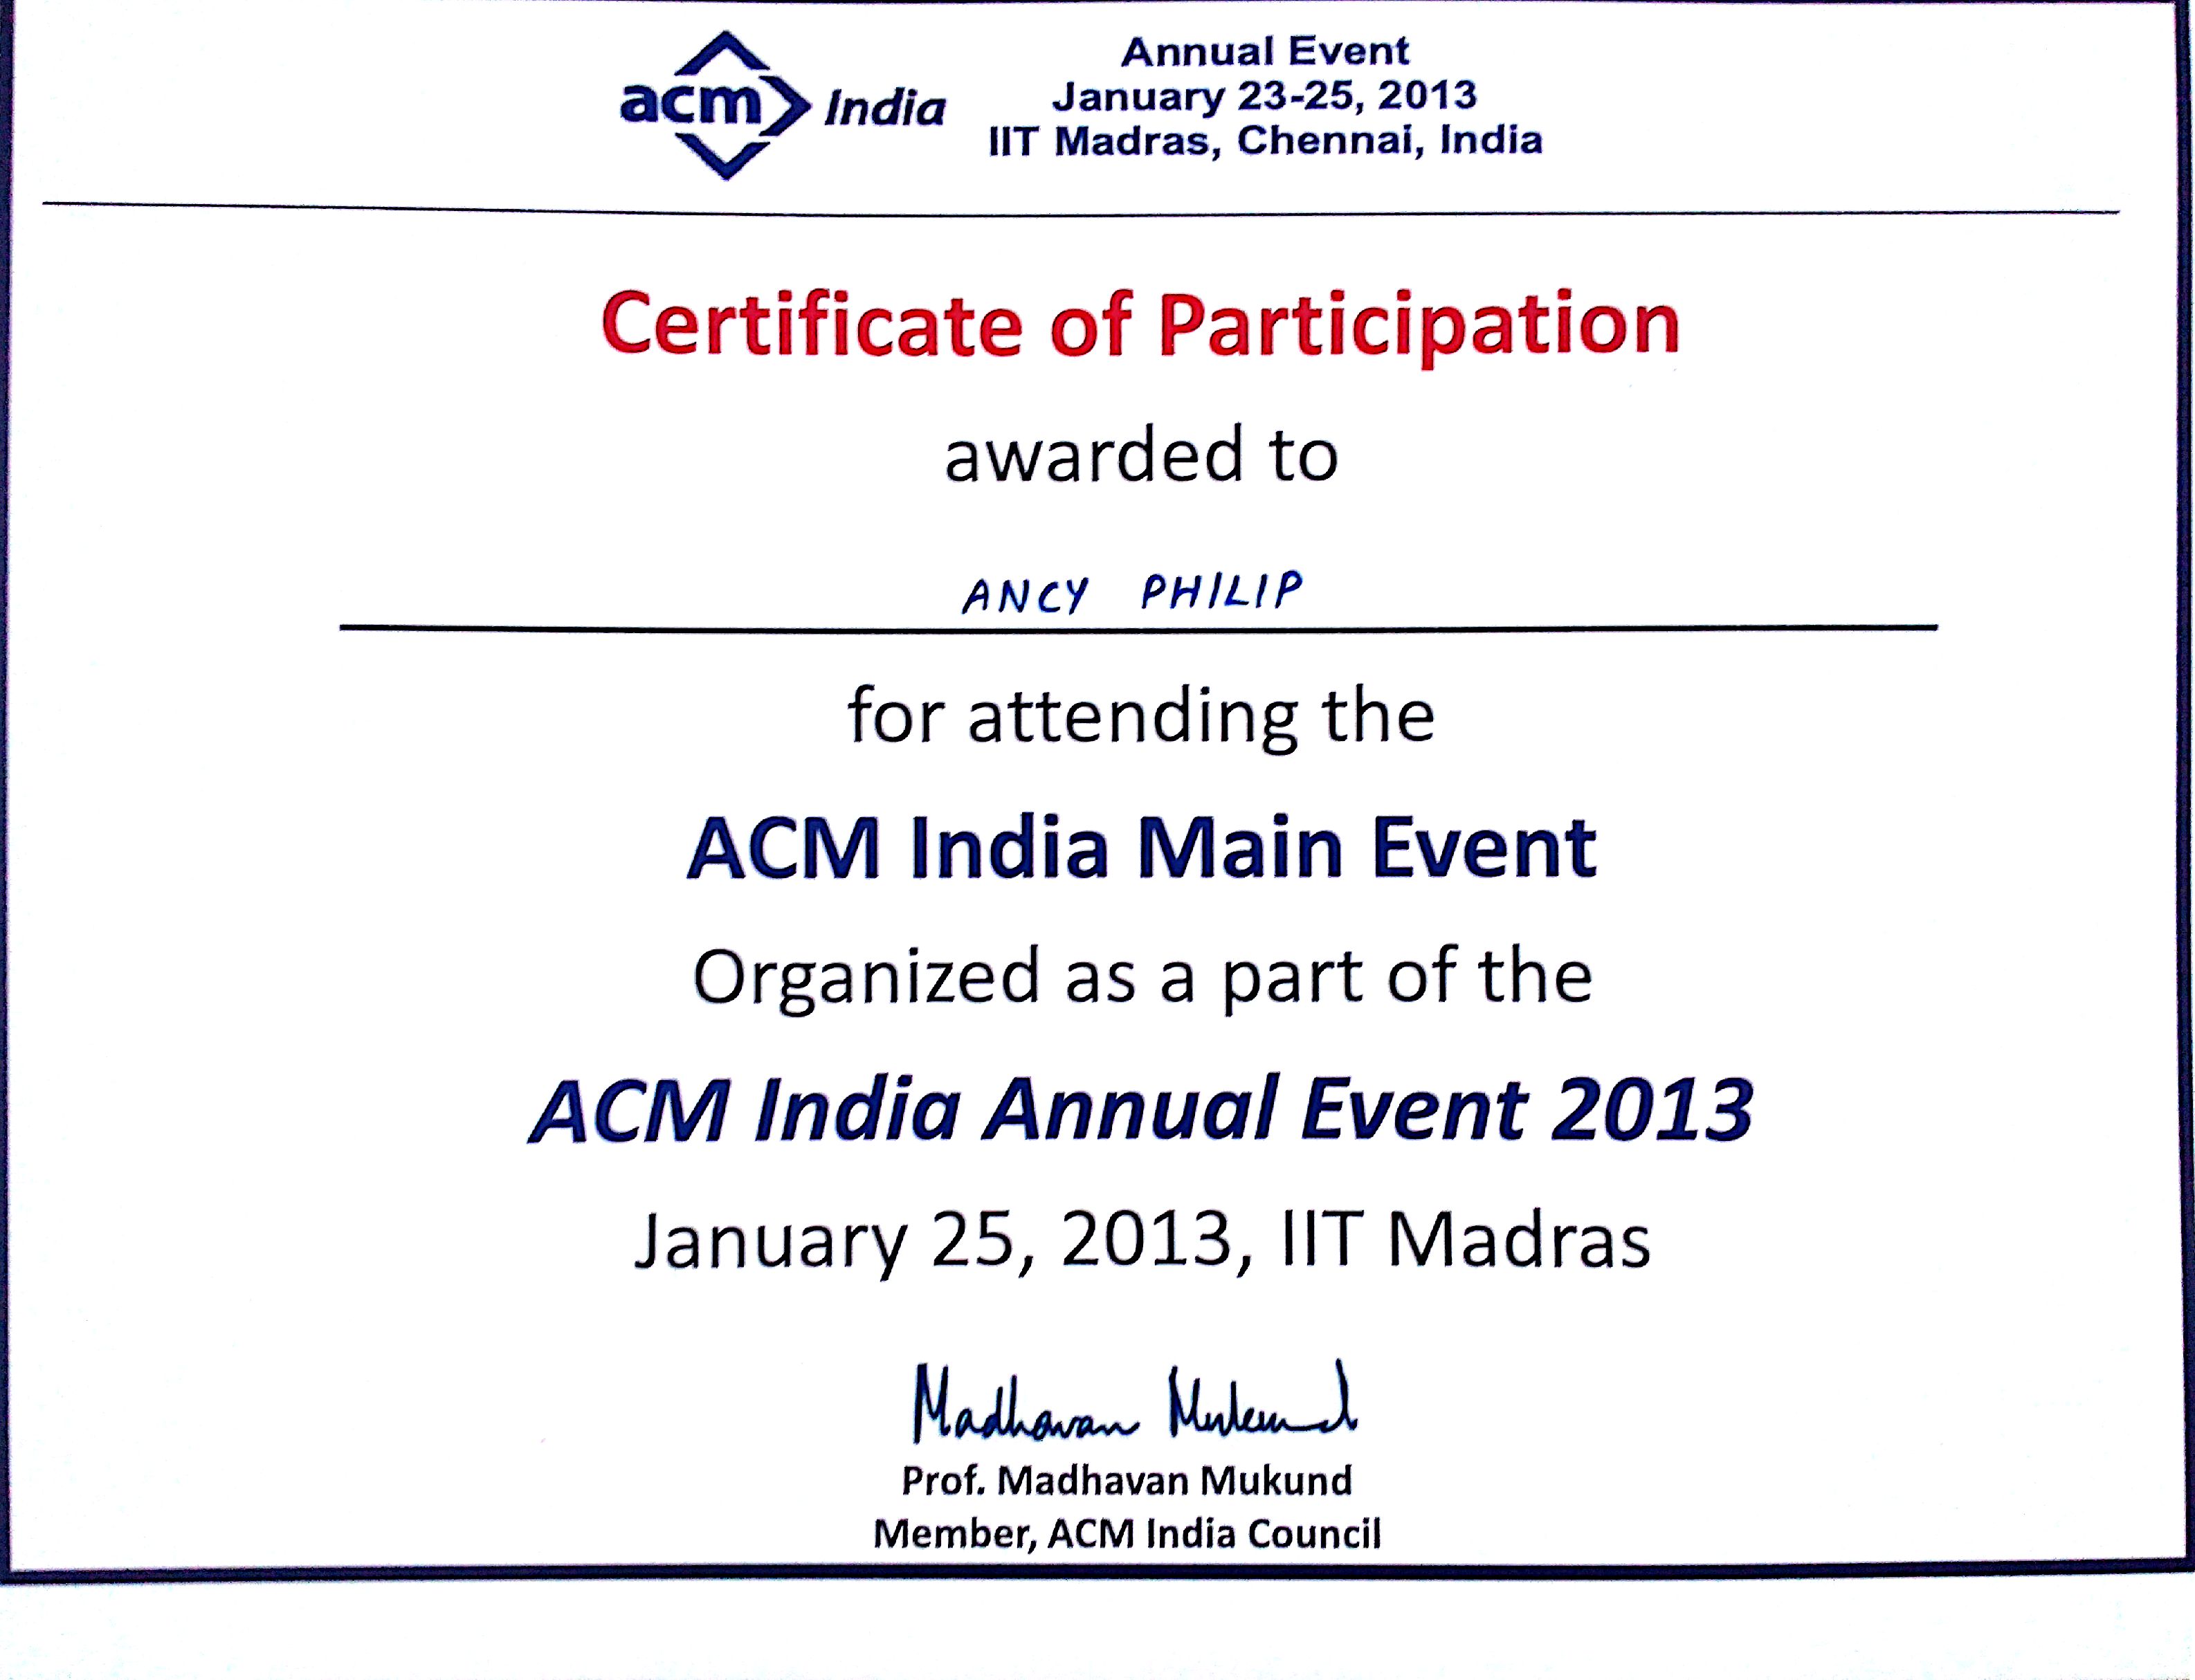 acm India
Annual Event
January 23-25, 2013
IIT Madras, Chennai, India
Certificate of Participation
awarded to
ANCY PHILIP
for attending the
ACM India Main Event
Organized as a part of the
ACM India Annual Event 2013
January 25, 2013, IIT Madras
Madhavan Mukund
Prof. Madhavan Mukund
Member, ACM India Council